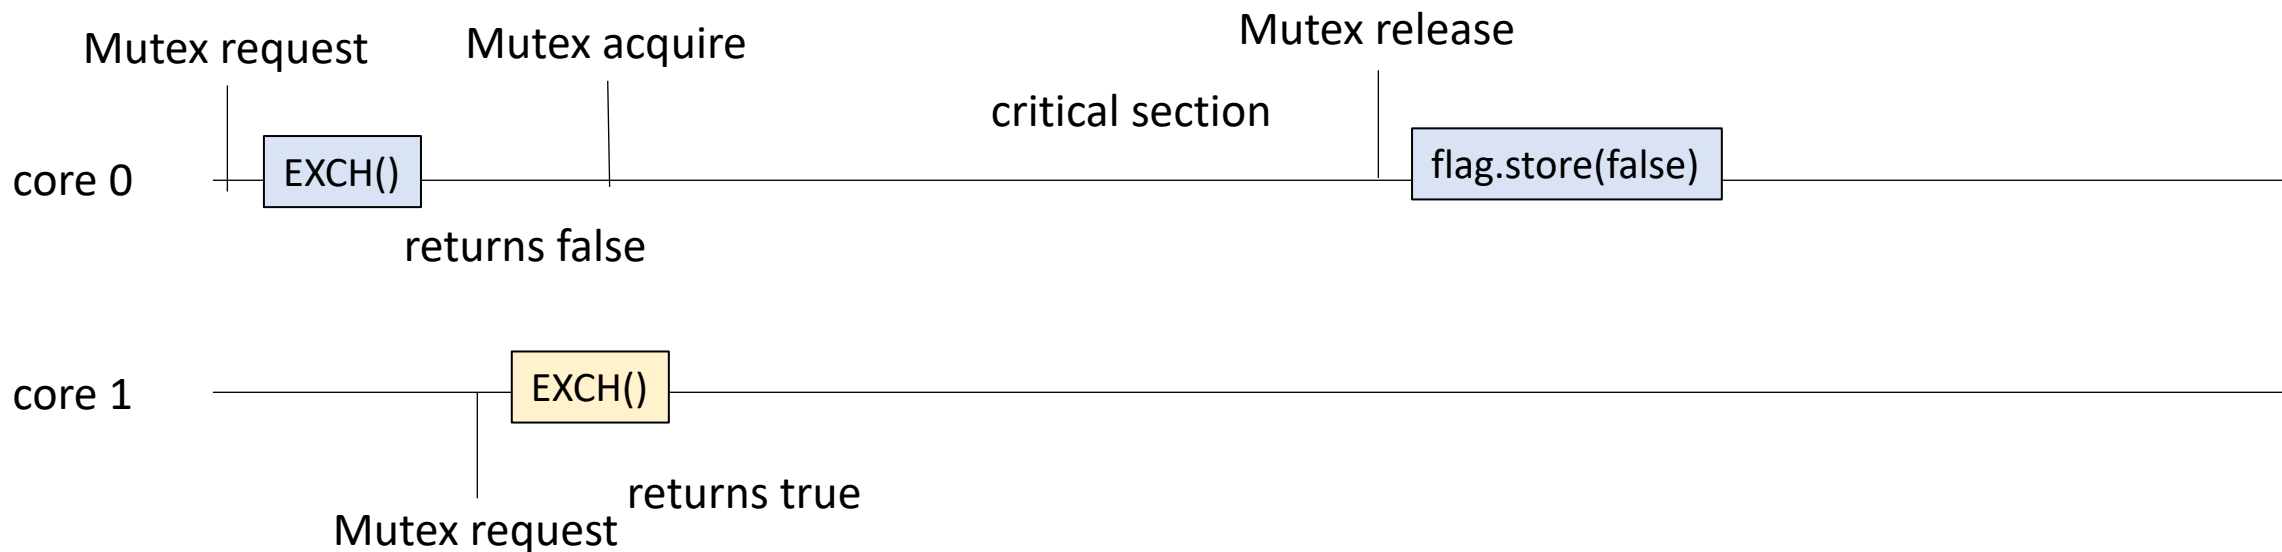 Mutex request
Mutex acquire
Mutex release
critical section
core 0
EXCH()
flag.store(false)
returns false
core 1
EXCH()
returns true
Mutex request